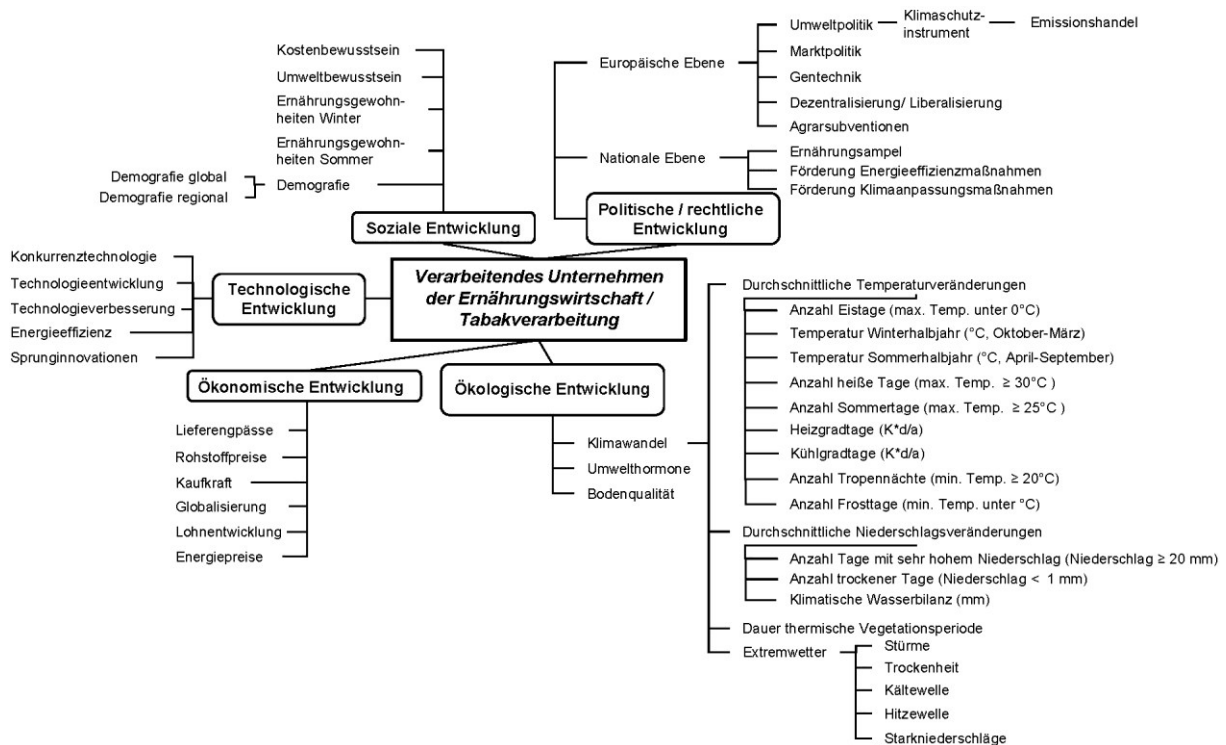 Kostenbewusstsein
Umweltbewusstsein
Ernährungsgewohn-
heiten Winter
Ernährungsgewohn-
heiten Sommer
Demografie
Demografie global
Demografie regional
Soziale Entwicklung
Umweltpolitik
Klimaschutz-
instrument
Emissionshandel
Marktpolitik
Europäische Ebene
Gentechnik
Dezentralisierung/ Liberalisierung
Agrarsubventionen
Nationale Ebene
Ernährungsampel
Förderung Energieeffizienzmaßnahmen
Förderung Klimaanpassungsmaßnahmen
Politische / rechtliche
Entwicklung
Konkurrenztechnologie
Technologieentwicklung
Technologieverbesserung
Energieeffizienz
Sprunginnovationen
Technologische
Entwicklung
Verarbeitendes Unternehmen
der Ernährungswirtschaft /
Tabakverarbeitung
Ökonomische Entwicklung
Lieferengpässe
Rohstoffpreise
Kaufkraft
Globalisierung
Lohnentwicklung
Energiepreise
Ökologische Entwicklung
Klimawandel
Umwelthormone
Bodenqualität
Durchschnittliche Temperaturveränderungen
Anzahl Eistage (max. Temp. unter 0°C)
Temperatur Winterhalbjahr (°C, Oktober-März)
Temperatur Sommerhalbjahr (°C, April-September)
Anzahl heiße Tage (max. Temp. ≥ 30°C )
Anzahl Sommertage (max. Temp. ≥ 25°C )
Heizgradtage (K*d/a)
Kühlgradtage (K*d/a)
Anzahl Tropennächte (min. Temp. ≥ 20°C)
Anzahl Frosttage (min. Temp. unter °C)
Durchschnittliche Niederschlagsveränderungen
Anzahl Tage mit sehr hohem Niederschlag (Niederschlag ≥ 20 mm)
Anzahl trockener Tage (Niederschlag < 1 mm)
Klimatische Wasserbilanz (mm)
Dauer thermische Vegetationsperiode
Extremwetter
Stürme
Trockenheit
Kältewelle
Hitzewelle
Starkniederschläge